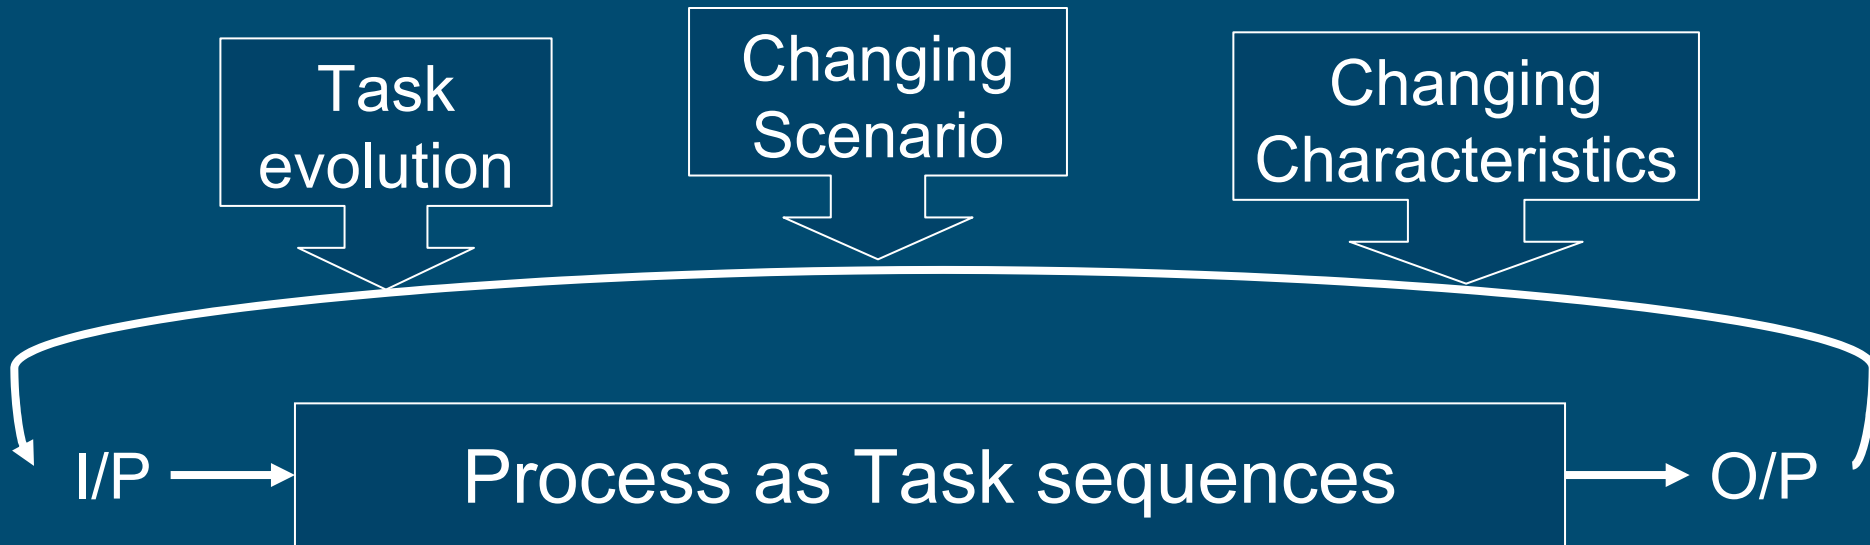 Task
evolution
Changing
Scenario
Changing
Characteristics
I/P
Process as Task sequences
O/P